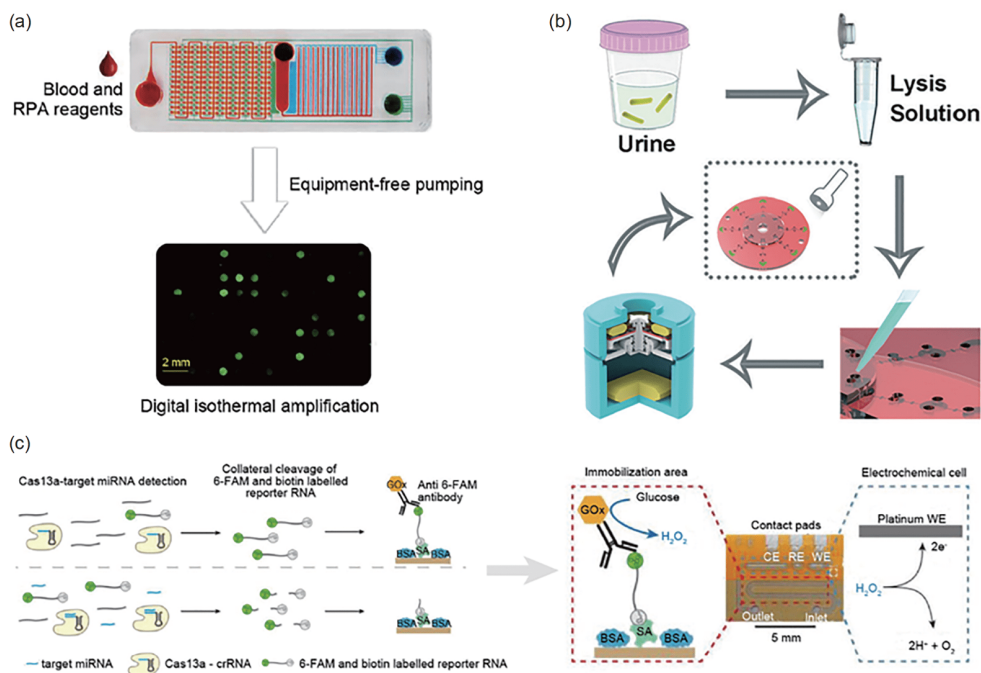 (a)
Blood and
RPA reagents
Equipment-free pumping
2 mm
Digital isothermal amplification
(b)
Urine
Lysis
Solution
(c)
Cas13a-target miRNA detection
Collateral cleavage of
6-FAM and biotin labelled
reporter RNA
Anti 6-FAM
antibody
GOx
BSA
SA
BSA
BSA
SA
BSA
target miRNA
Cas13a - crRNA
6-FAM and biotin labelled reporter RNA
Immobilization area
GOx
Glucose
H₂O₂
BSA
SA
BSA
Contact pads
CE
RE
WE
Outlet
Inlet
5 mm
Electrochemical cell
Platinum WE
2e⁻
H₂O₂
2H⁺ + O₂